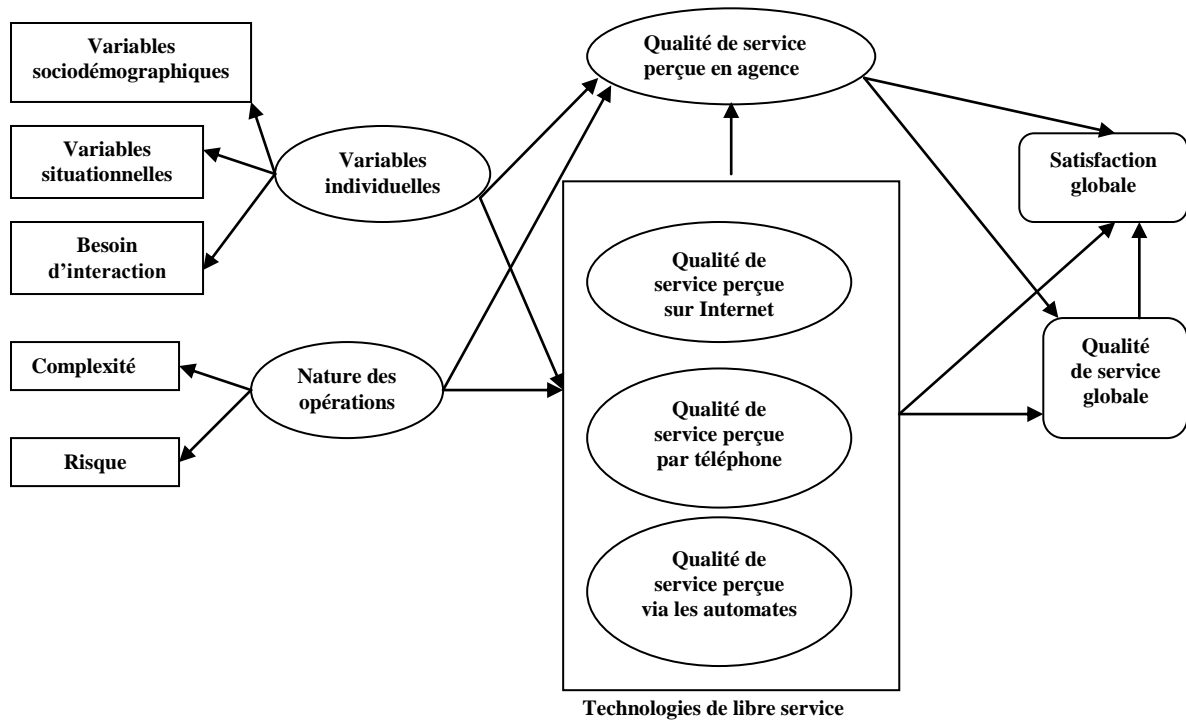 Variables
sociodémographiques
Variables
situationnelles
Besoin
d’interaction
Complexité
Risque
Variables
individuelles
Nature des
opérations
Qualité de service
perçue en agence
Qualité de
service perçue
sur Internet
Qualité de
service perçue
par téléphone
Qualité de
service perçue
via les automates
Technologies de libre service
Satisfaction
globale
Qualité
de service
globale